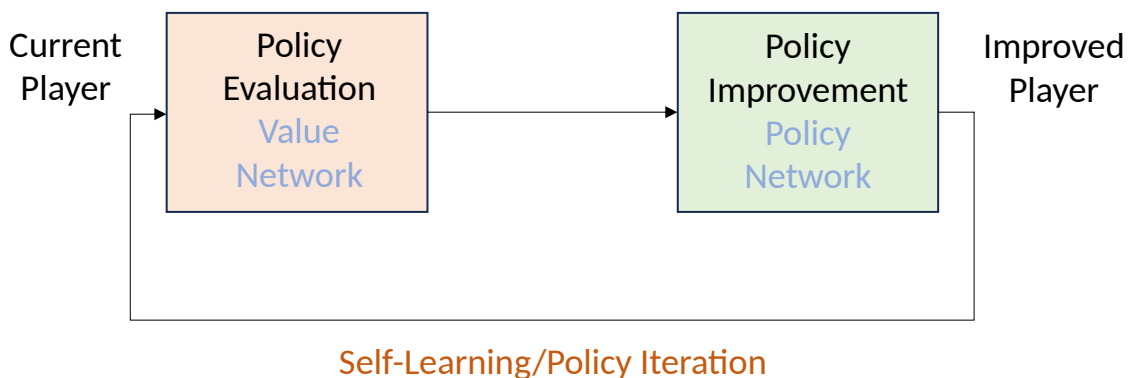 Current
Player
Policy
Evaluation
Value
Network
Policy
Improvement
Policy
Network
Improved
Player
Self-Learning/Policy Iteration